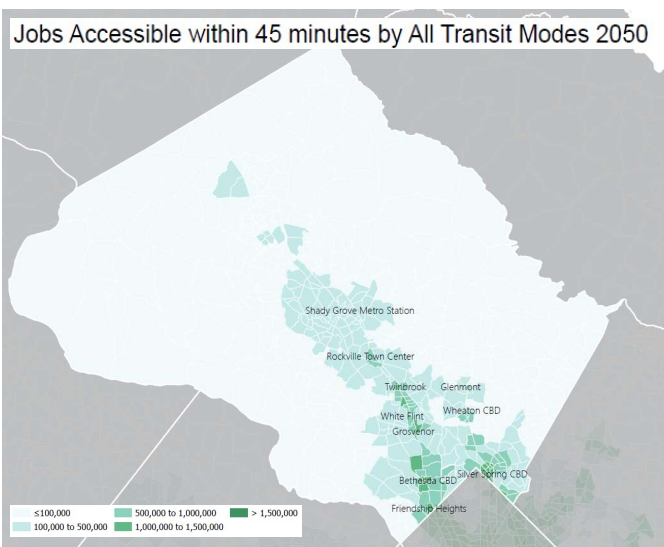 Jobs Accessible within 45 minutes by All Transit Modes 2050
Shady Grove Metro Station
Rockville Town Center
Twinbrook
Glenmont
White Flint
Wheaton CBD
Grosvenor
Bethesda CBD
Silver Spring CBD
Friendship Heights
≤100,000
500,000 to 1,000,000
> 1,500,000
100,000 to 500,000
1,000,000 to 1,500,000